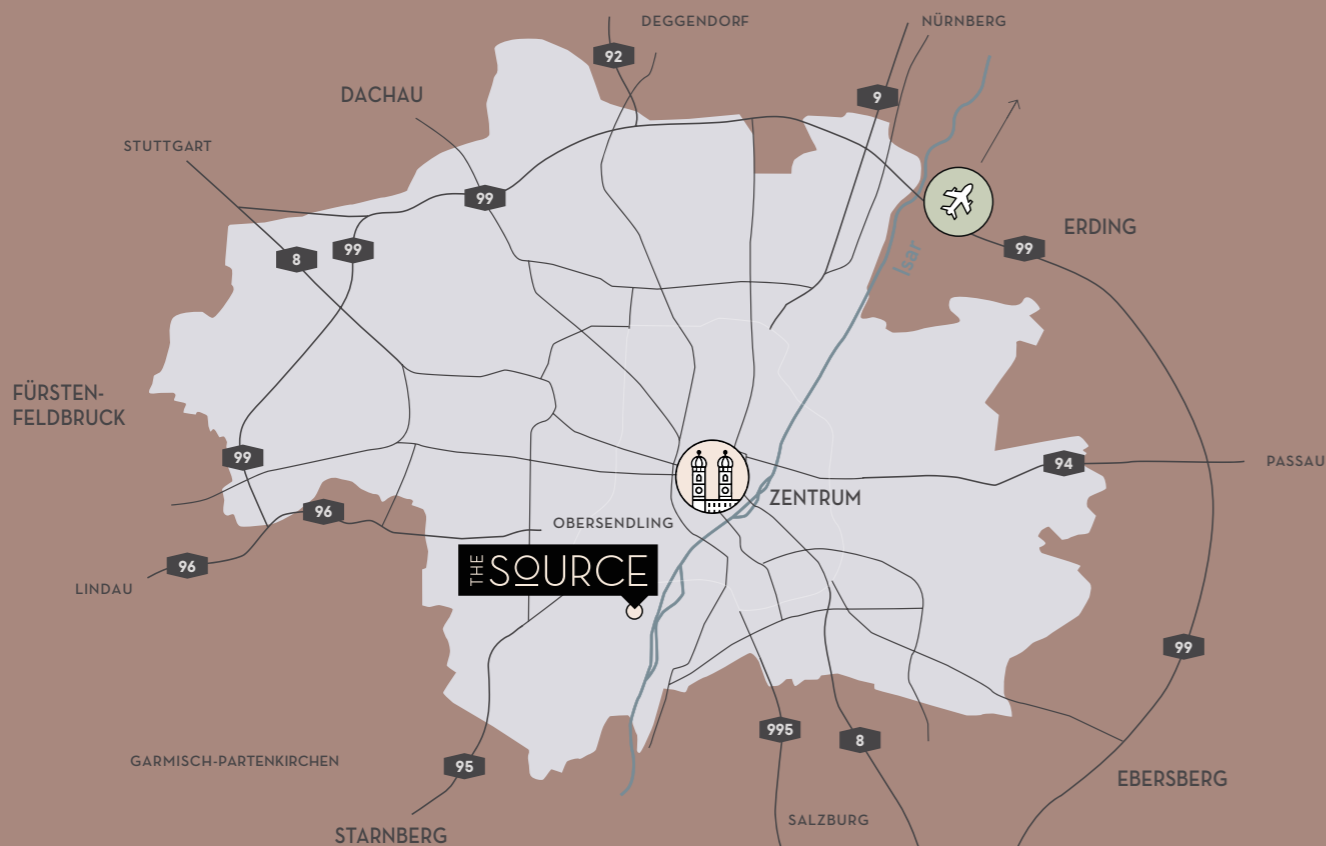 DEGGENDORF
NÜRNBERG
92
9
DACHAU
STUTTGART
99
99
8
Isar
ERDING
99
FÜRSTEN-
FELDBRUCK
99
94
PASSAU
ZENTRUM
96
OBERSENDLING
96
THE SOURCE
LINDAU
99
995
8
GARMISCH-PARTENKIRCHEN
95
EBERSBERG
SALZBURG
STARNBERG